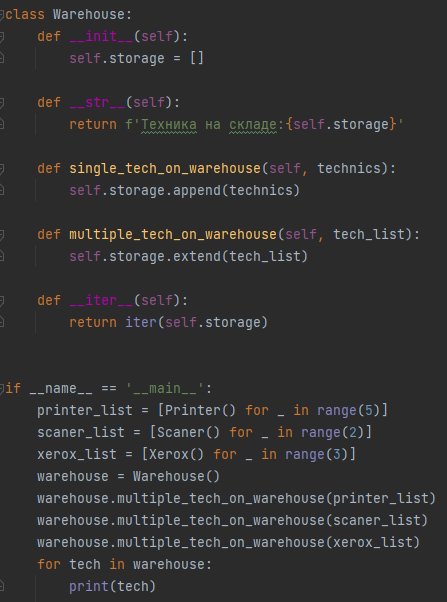 class Warehouse:
    def __init__(self):
        self.storage = []
    def __str__(self):
        return f'Техника на складе:{self.storage}'
    def single_tech_on_warehouse(self, technics):
        self.storage.append(technics)
    def multiple_tech_on_warehouse(self, tech_list):
        self.storage.extend(tech_list)
    def __iter__(self):
        return iter(self.storage)
if __name__ == '__main__':
    printer_list = [Printer() for _ in range(5)]
    scaner_list = [Scaner() for _ in range(2)]
    xerox_list = [Xerox() for _ in range(3)]
    warehouse = Warehouse()
    warehouse.multiple_tech_on_warehouse(printer_list)
    warehouse.multiple_tech_on_warehouse(scaner_list)
    warehouse.multiple_tech_on_warehouse(xerox_list)
    for tech in warehouse:
        print(tech)